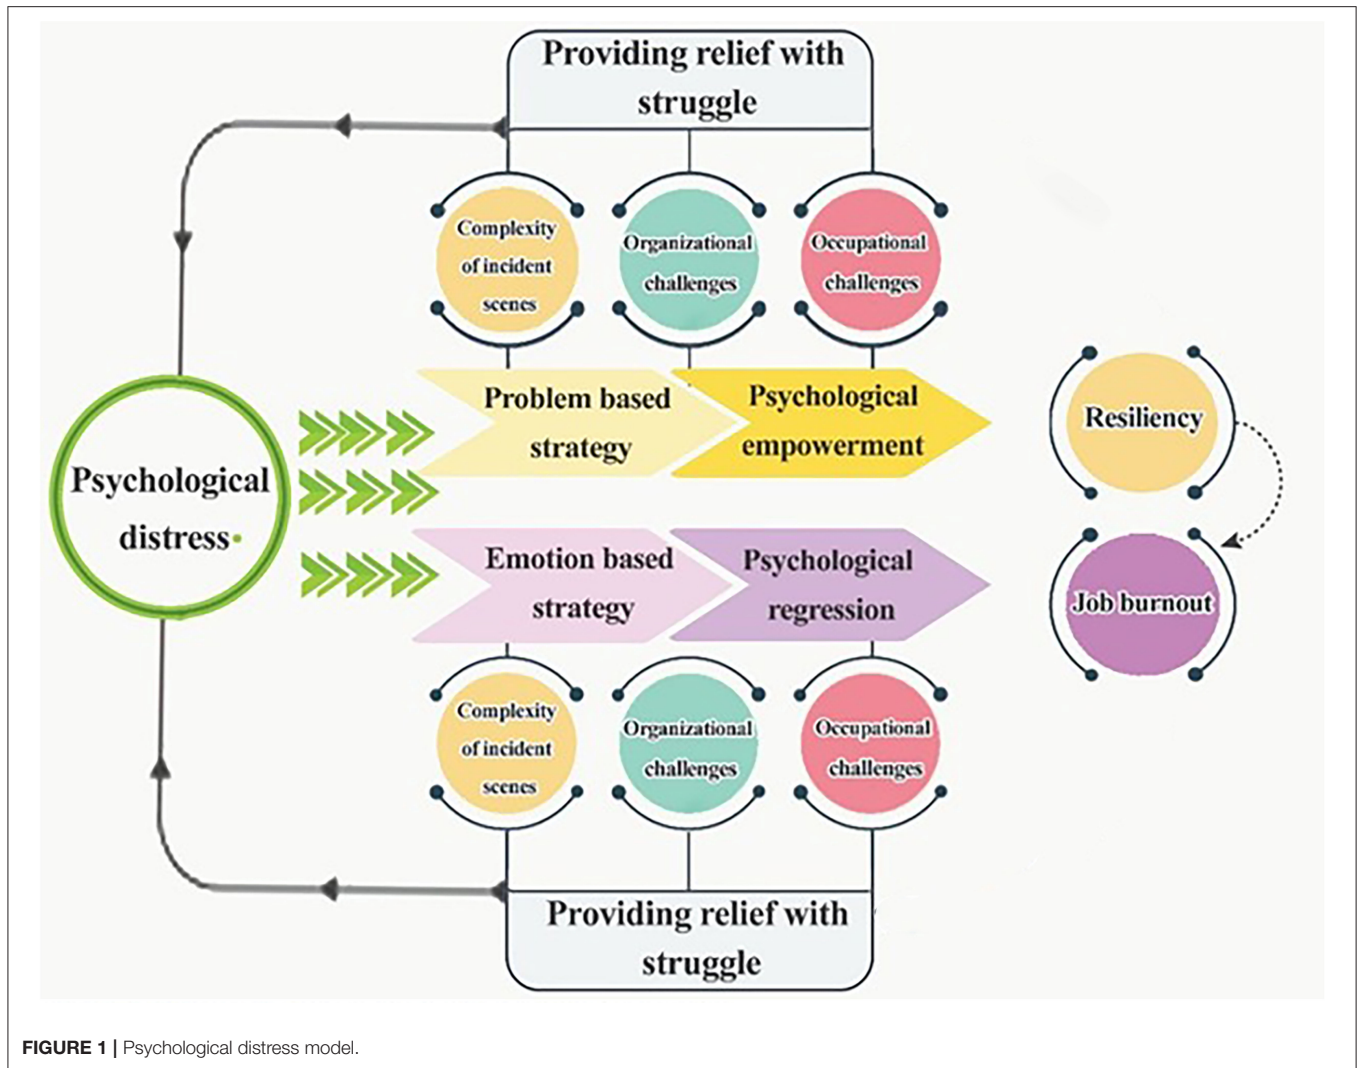 Providing relief with
struggle
Complexity
of incident
scenes
Organizational
challenges
Occupational
challenges
Problem based
strategy
Psychological
empowerment
Resiliency
Psychological
distress
Emotion based
strategy
Psychological
regression
Job burnout
Complexity
of incident
scenes
Organizational
challenges
Occupational
challenges
Providing relief with
struggle
FIGURE 1 | Psychological distress model.